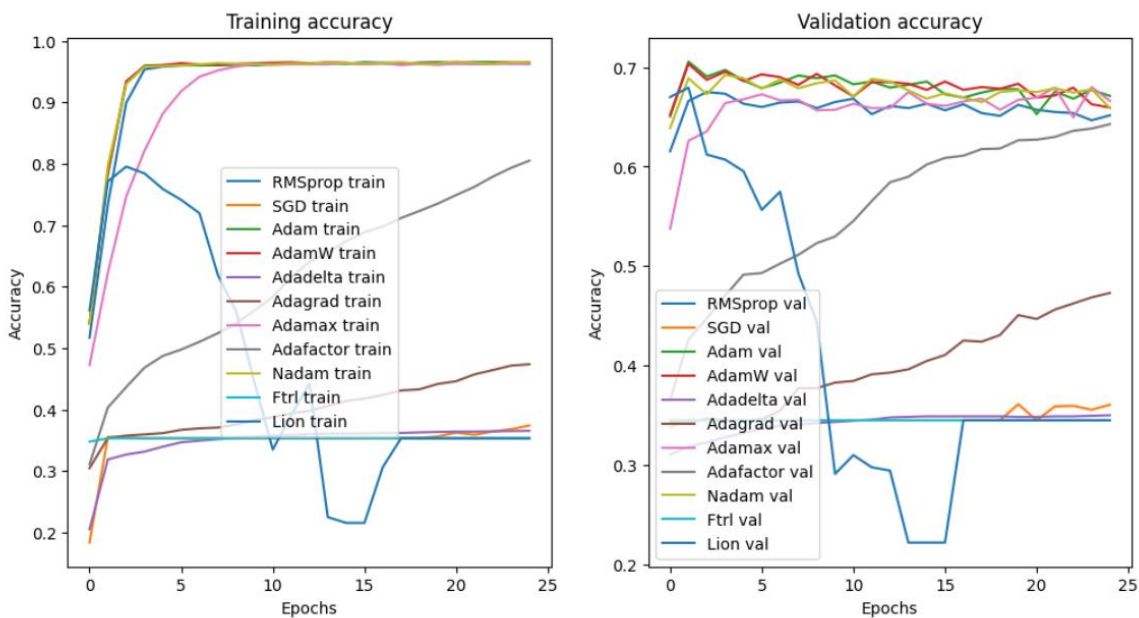 Training accuracy
1.0
0.9
0.8
0.7
0.6
0.5
0.4
0.3
0.2
Accuracy
RMSprop train
SGD train
Adam train
AdamW train
Adadelta train
Adagrad train
Adamax train
Adafactor train
Nadam train
Ftrl train
Lion train
0 5 10 15 20 25
Epochs
Validation accuracy
0.7
0.6
0.5
0.4
0.3
0.2
Accuracy
RMSprop val
SGD val
Adam val
AdamW val
Adadelta val
Adagrad val
Adamax val
Adafactor val
Nadam val
Ftrl val
Lion val
0 5 10 15 20 25
Epochs